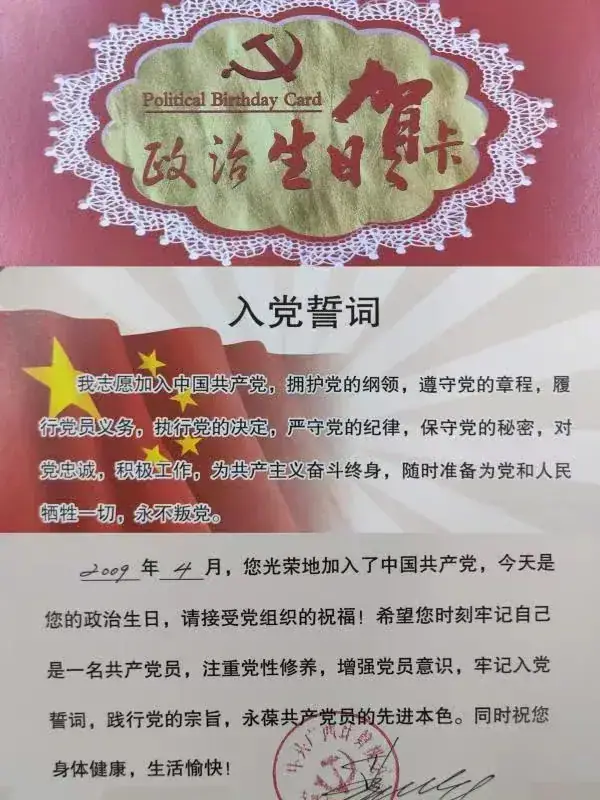 Political Birthday Card
政治生日贺卡
入党誓词
我志愿加入中国共产党，拥护党的纲领，遵守党的章程，履
行党员义务，执行党的决定，严守党的纪律，保守党的秘密，对
党忠诚，积极工作，为共产主义奋斗终身，随时准备为党和人民
牺牲一切，永不叛党。
2009年4月，您光荣地加入了中国共产党，今天是
您的政治生日，请接受党组织的祝福！希望您时刻牢记自己
是一名共产党员，注重党性修养，增强党员意识，牢记入党
誓词，践行党的宗旨，永葆共产党员的先进本色。同时祝您
身体健康，生活愉快！